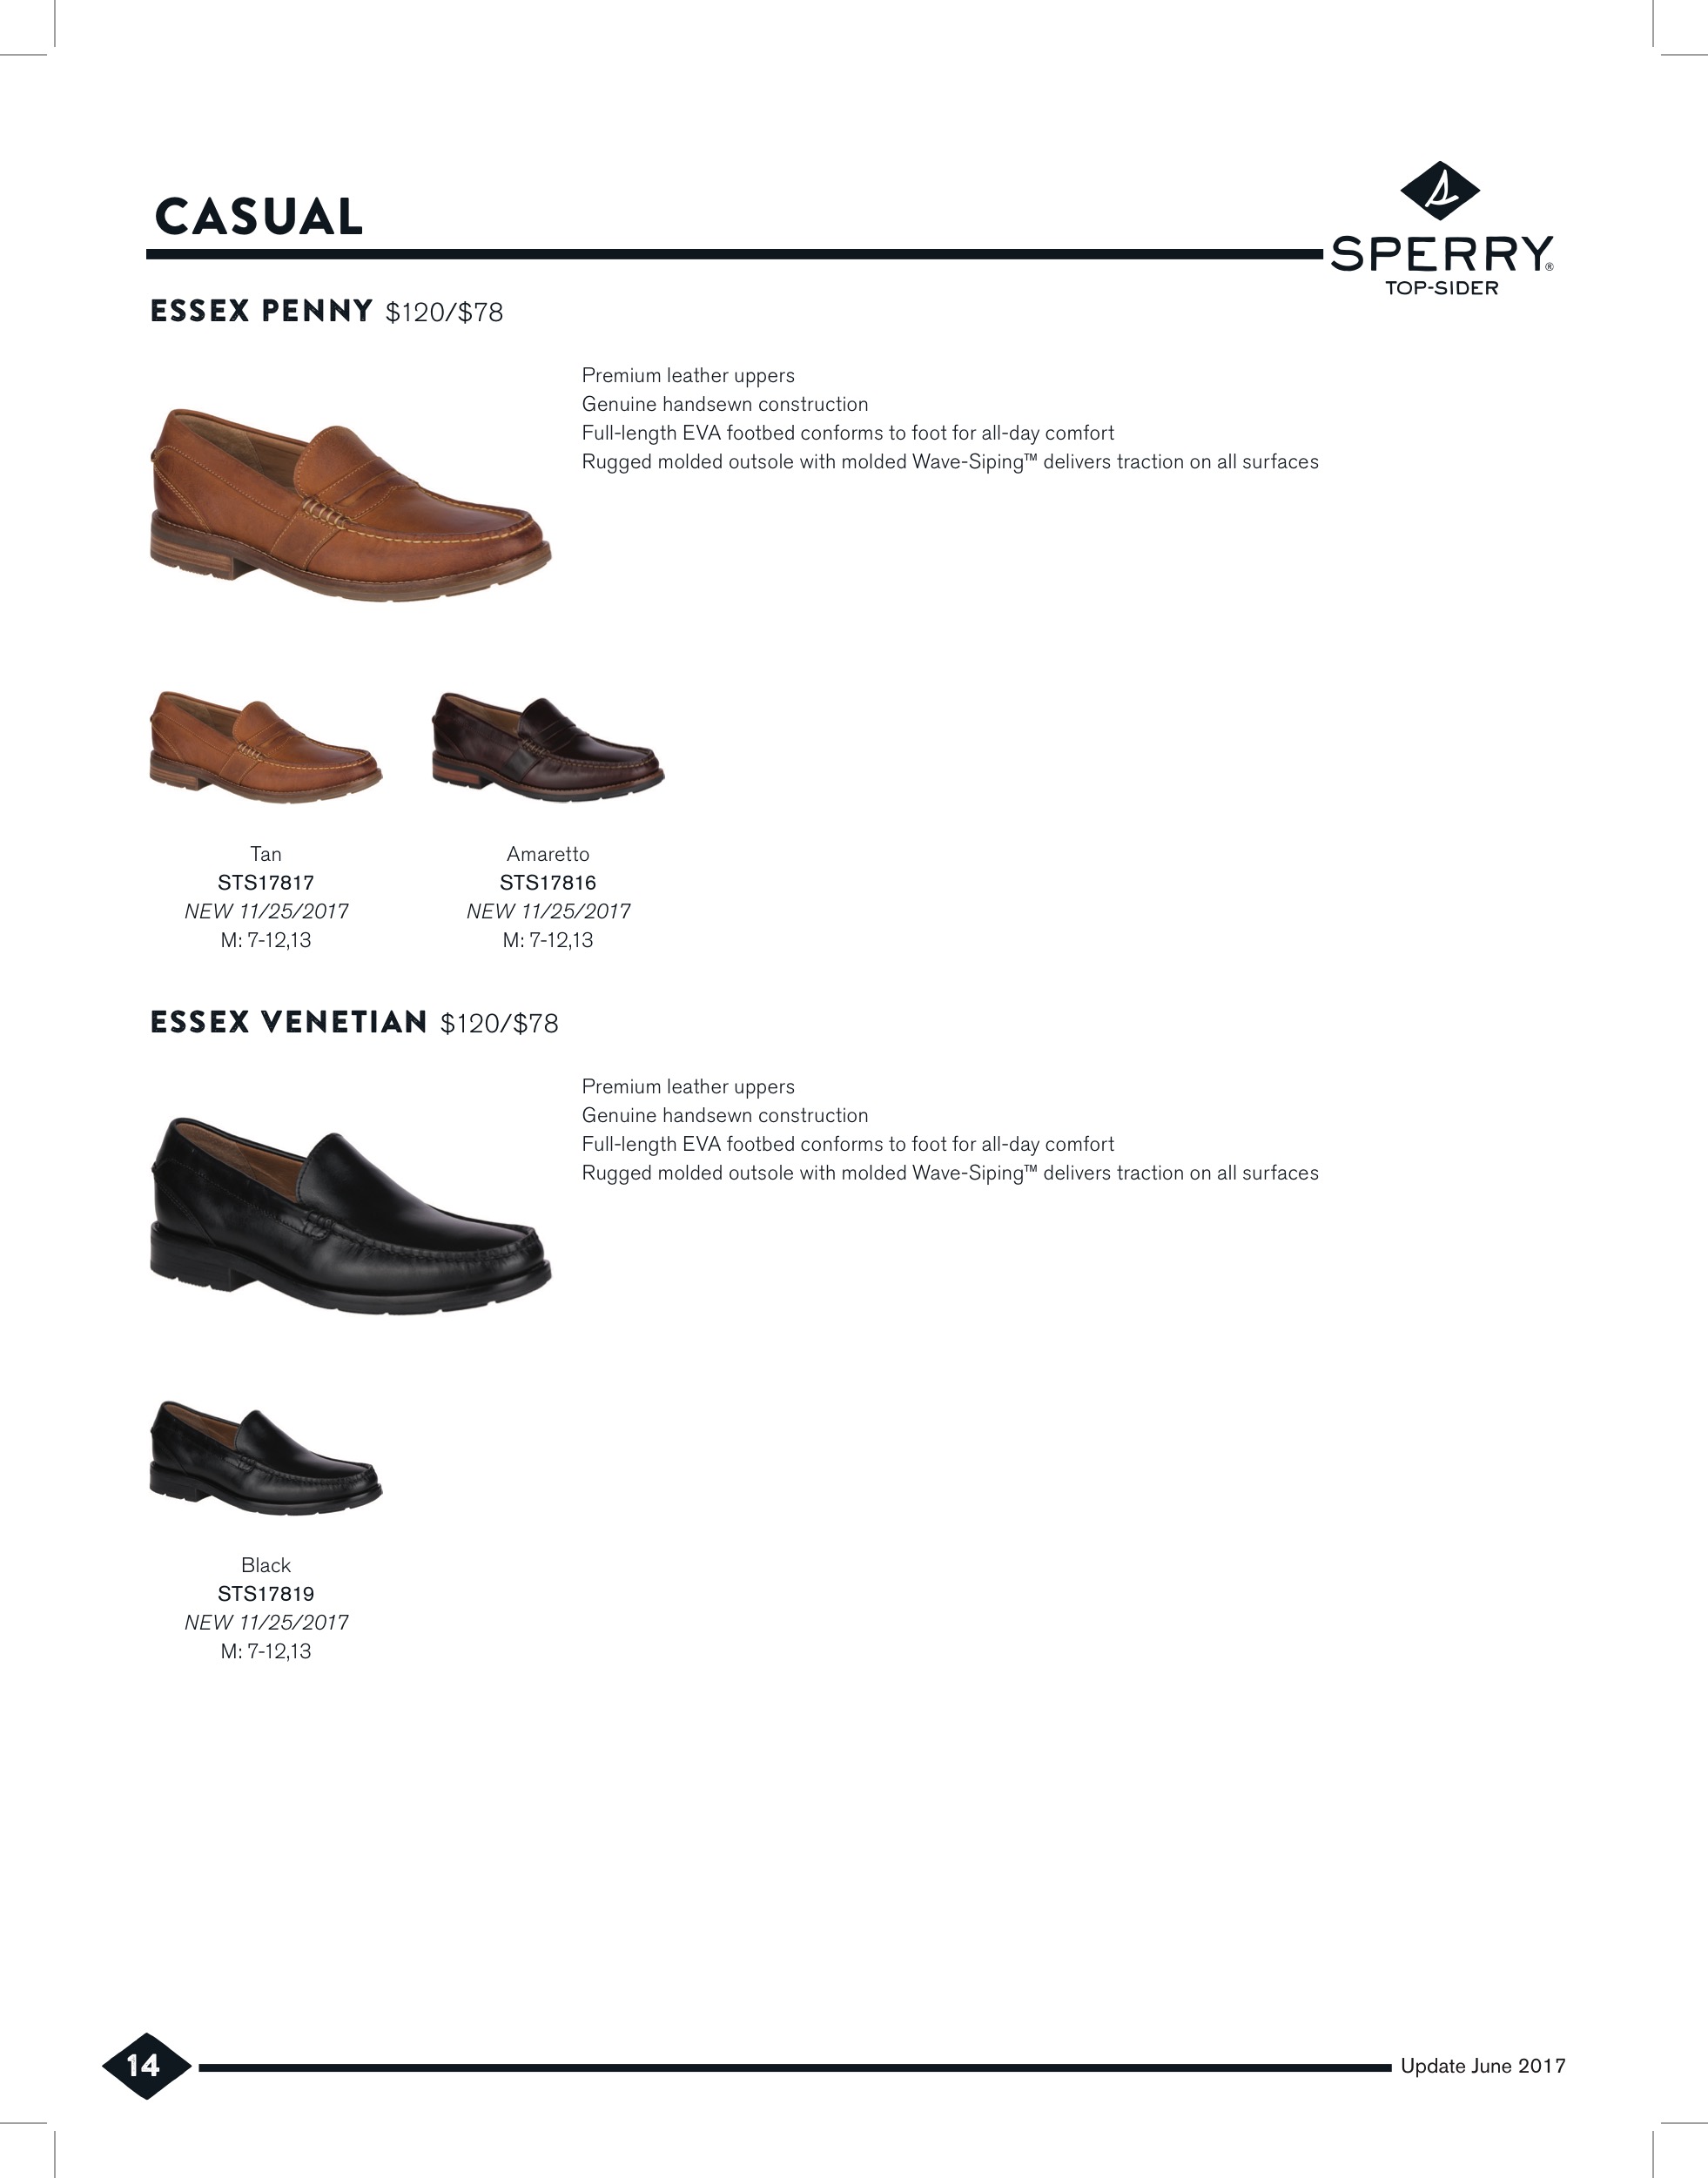 CASUAL
SPERRY®
TOP-SIDER
ESSEX PENNY $120/$78
Premium leather uppers
Genuine handsewn construction
Full-length EVA footbed conforms to foot for all-day comfort
Rugged molded outsole with molded Wave-Siping™ delivers traction on all surfaces
Tan
STS17817
NEW 11/25/2017
M: 7-12,13
Amaretto
STS17816
NEW 11/25/2017
M: 7-12,13
ESSEX VENETIAN $120/$78
Premium leather uppers
Genuine handsewn construction
Full-length EVA footbed conforms to foot for all-day comfort
Rugged molded outsole with molded Wave-Siping™ delivers traction on all surfaces
Black
STS17819
NEW 11/25/2017
M: 7-12,13
14
Update June 2017